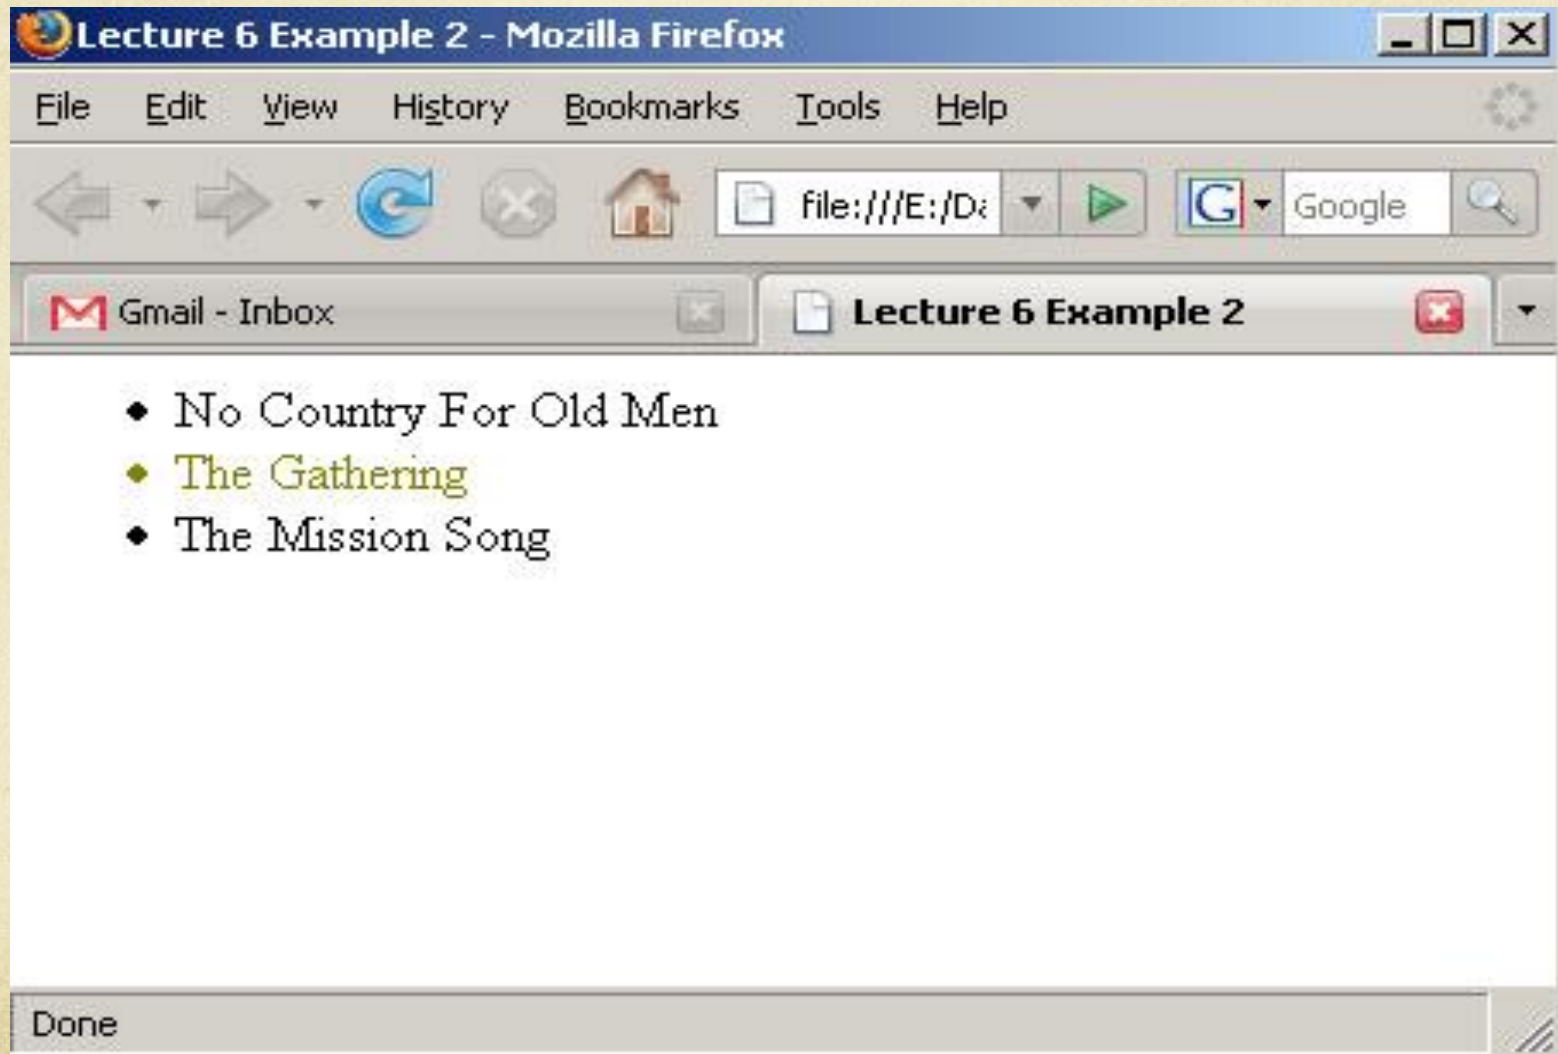 Lecture 6 Example 2 - Mozilla Firefox
File Edit View History Bookmarks Tools Help
file:///E:/Da G Google
Gmail - Inbox Lecture 6 Example 2
• No Country For Old Men
• The Gathering
• The Mission Song
Done